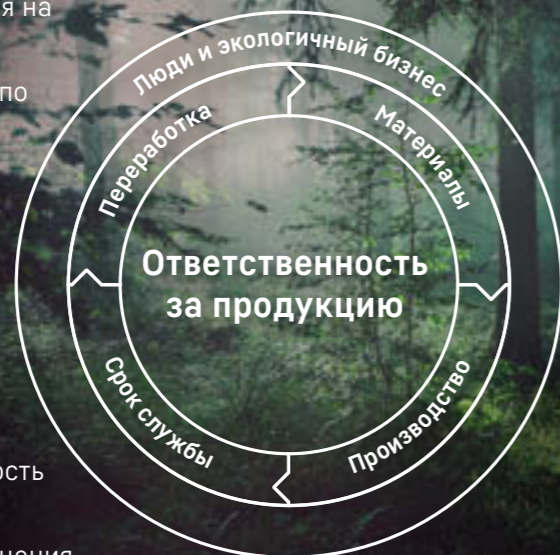 я на
Люди и экологичный бизнес
по
Переработка
Материалы
Ответственность
за продукцию
Срок службы
Производство
ость